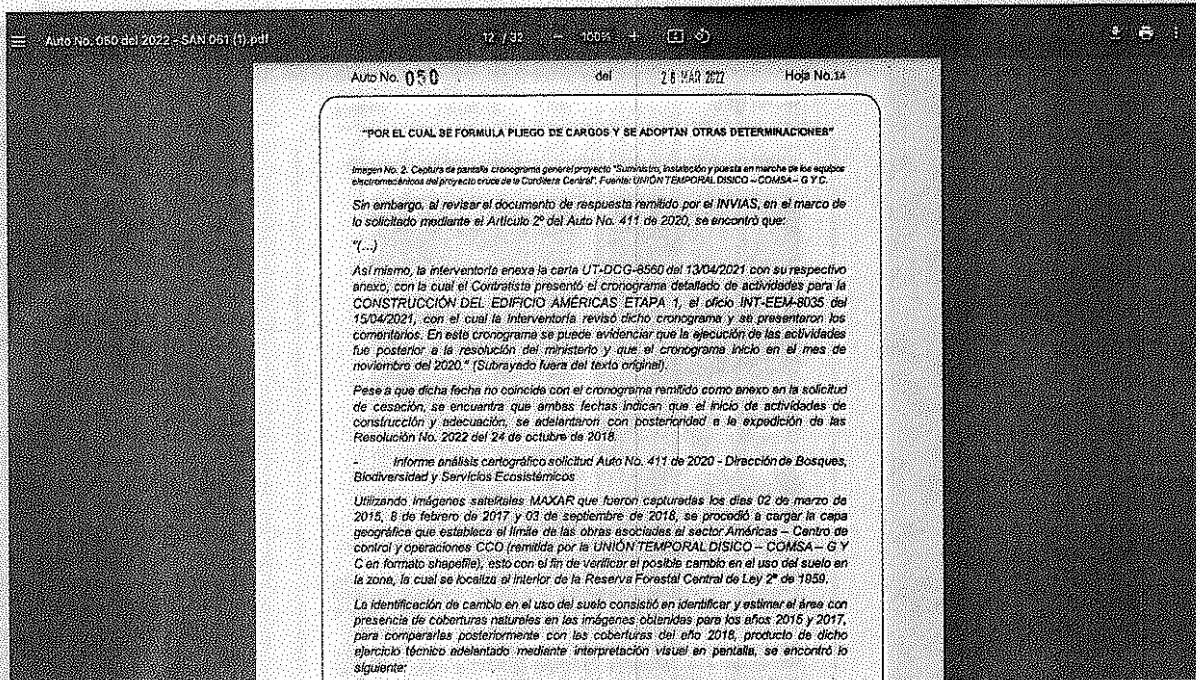 Auto No. 050 del 2022 - SAN 061 (1).pdf
12 / 32
100%
Auto No. 050 del 26 MAR 2022 Hoja No.14
"POR EL CUAL SE FORMULA PLIEGO DE CARGOS Y SE ADOPTAN OTRAS DETERMINACIONES"
Imagen No. 2. Captura de pantalla cronograma general proyecto "Suministro, instalación y puesta en marcha de los equipos
electromecánicos del proyecto cruce de la Cordillera Central". Fuente: UNIÓN TEMPORAL DISICO – COMSA – G Y C.
Sin embargo, al revisar el documento de respuesta remitido por el INVIAS, en el marco de
lo solicitado mediante el Artículo 2º del Auto No. 411 de 2020, se encontró que:
"(...)
Así mismo, la interventoría anexa la carta UT-DCG-8560 del 13/04/2021 con su respectivo
anexo, con la cual el Contratista presentó el cronograma detallado de actividades para la
CONSTRUCCIÓN DEL EDIFICIO AMÉRICAS ETAPA 1, el oficio INT-EEM-8035 del
15/04/2021, con el cual la Interventoría revisó dicho cronograma y se presentaron los
comentarios. En este cronograma se puede evidenciar que la ejecución de las actividades
fue posterior a la resolución del ministerio y que el cronograma inicio en el mes de
noviembre del 2020." (Subrayado fuera del texto original).
Pese a que dicha fecha no coincide con el cronograma remitido como anexo en la solicitud
de cesación, se encuentra que ambas fechas indican que el inicio de actividades de
construcción y adecuación, se adelantaron con posterioridad a la expedición de las
Resolución No. 2022 del 24 de octubre de 2018.
- Informe análisis cartográfico solicitud Auto No. 411 de 2020 - Dirección de Bosques,
Biodiversidad y Servicios Ecosistémicos
Utilizando imágenes satelitales MAXAR que fueron capturadas los días 02 de marzo de
2015, 8 de febrero de 2017 y 03 de septiembre de 2018, se procedió a cargar la capa
geográfica que establece el límite de las obras asociadas al sector Américas – Centro de
control y operaciones CCO (remitida por la UNIÓN TEMPORAL DISICO – COMSA – G Y
C en formato shapefile), esto con el fin de verificar el posible cambio en el uso del suelo en
la zona, la cual se localiza al interior de la Reserva Forestal Central de Ley 2ª de 1959.
La identificación de cambio en el uso del suelo consistió en identificar y estimar el área con
presencia de coberturas naturales en las imágenes obtenidas para los años 2015 y 2017,
para compararlas posteriormente con las coberturas del año 2018, producto de dicho
ejercicio técnico adelantado mediante interpretación visual en pantalla, se encontró lo
siguiente: